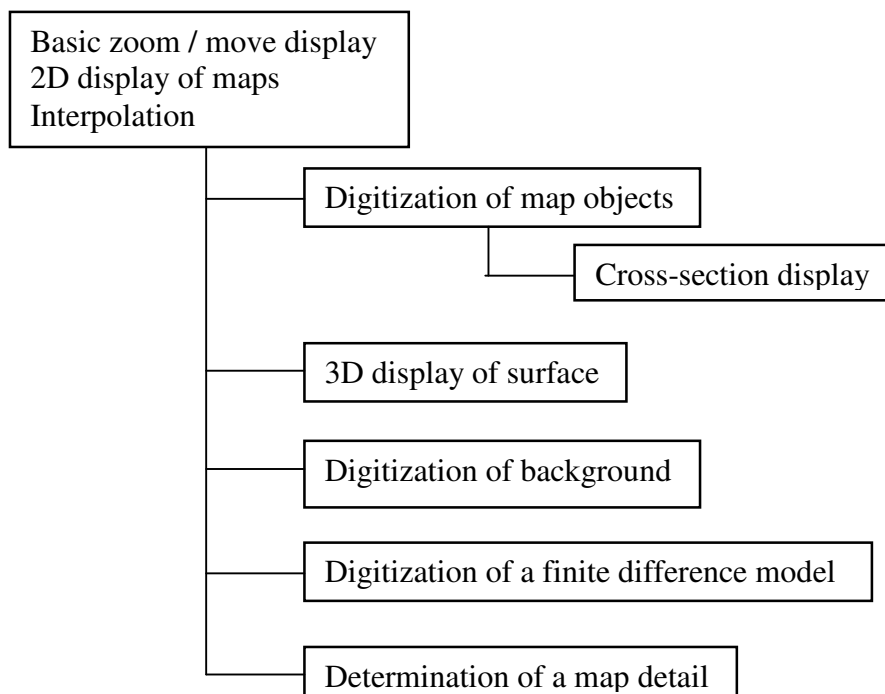 Basic zoom / move display
2D display of maps
Interpolation
Digitization of map objects
Cross-section display
3D display of surface
Digitization of background
Digitization of a finite difference model
Determination of a map detail